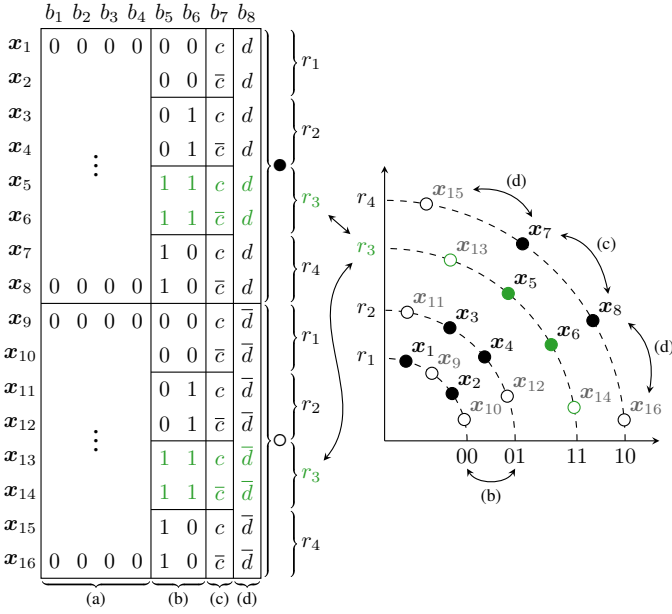 b₁ b₂ b₃ b₄ b₅ b₆ b₇ b₈
x₁ 0 0 0 0 0 0 c d
x₂ 0 0 c̅ d
x₃ 0 1 c d
x₄ 0 1 c̅ d
x₅ 1 1 c d
x₆ 1 1 c̅ d
x₇ 1 0 c d
x₈ 0 0 0 0 1 0 c̅ d
x₉ 0 0 0 0 0 0 c d̅
x₁₀ 0 0 c̅ d̅
x₁₁ 0 1 c d̅
x₁₂ 0 1 c̅ d̅
x₁₃ 1 1 c d̅
x₁₄ 1 1 c̅ d̅
x₁₅ 1 0 c d̅
x₁₆ 0 0 0 0 1 0 c̅ d̅
⋮
⋮
(a) (b) (c) (d)
r₁
r₂
r₃
r₄
r₁
r₂
r₃
r₄
r₄ x₁₅ (d)
x₇ (c)
r₃ x₁₃
x₅
x₈
r₂ x₁₁
x₃
x₆ (d)
r₁ x₁ x₉ x₄
x₂ x₁₂ x₁₄ x₁₆
x₁₀
00 01 11 10
(b)